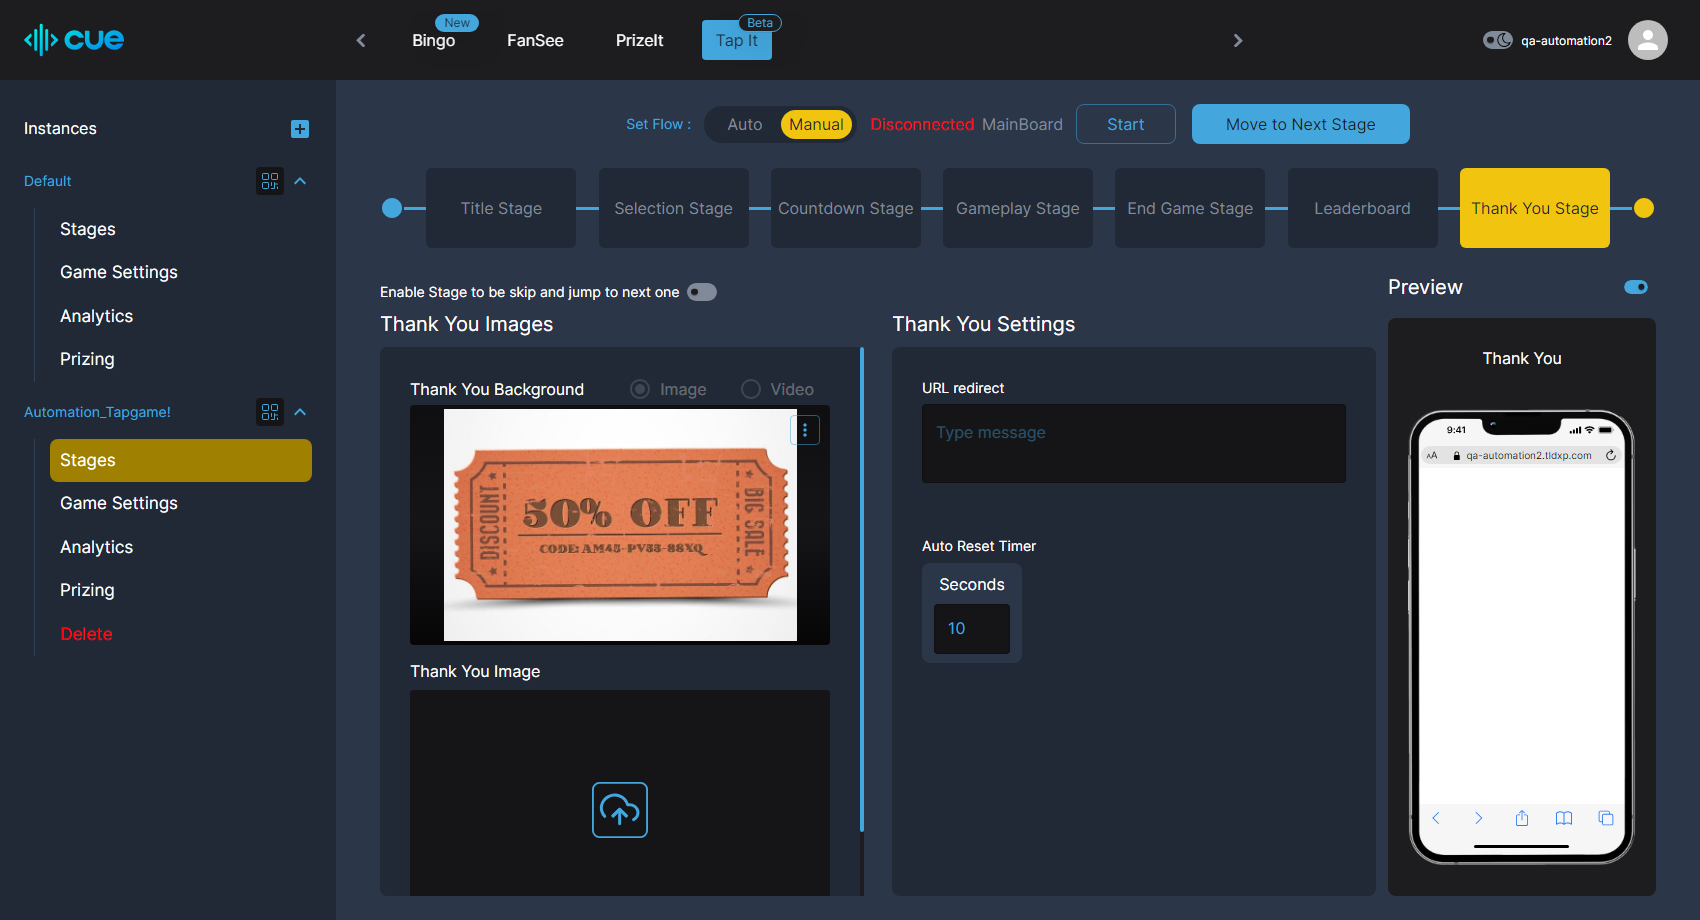 cue
New
Bingo
FanSee
PrizeIt
Beta
Tap It
qa-automation2
Instances
Default
Stages
Game Settings
Analytics
Prizing
Automation_Tapgame!
Stages
Game Settings
Analytics
Prizing
Delete
Set Flow :
Auto
Manual
Disconnected MainBoard
Start
Move to Next Stage
Title Stage
Selection Stage
Countdown Stage
Gameplay Stage
End Game Stage
Leaderboard
Thank You Stage
Enable Stage to be skip and jump to next one
Thank You Images
Thank You Background
Image
Video
DISCOUNT
50% OFF
CODE: AM45-PV55-88XQ
BIG SALE
Thank You Image
Thank You Settings
URL redirect
Type message
Auto Reset Timer
Seconds
10
Preview
Thank You
9:41
AA
qa-automation2.tldxp.com